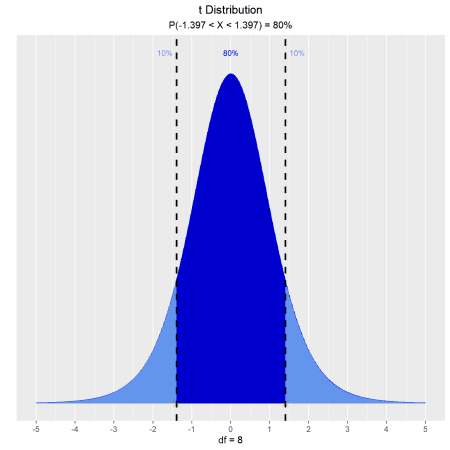 t Distribution
P(-1.397 < X < 1.397) = 80%
10% 80% 10%
-5 -4 -3 -2 -1 0 1 2 3 4 5
df = 8